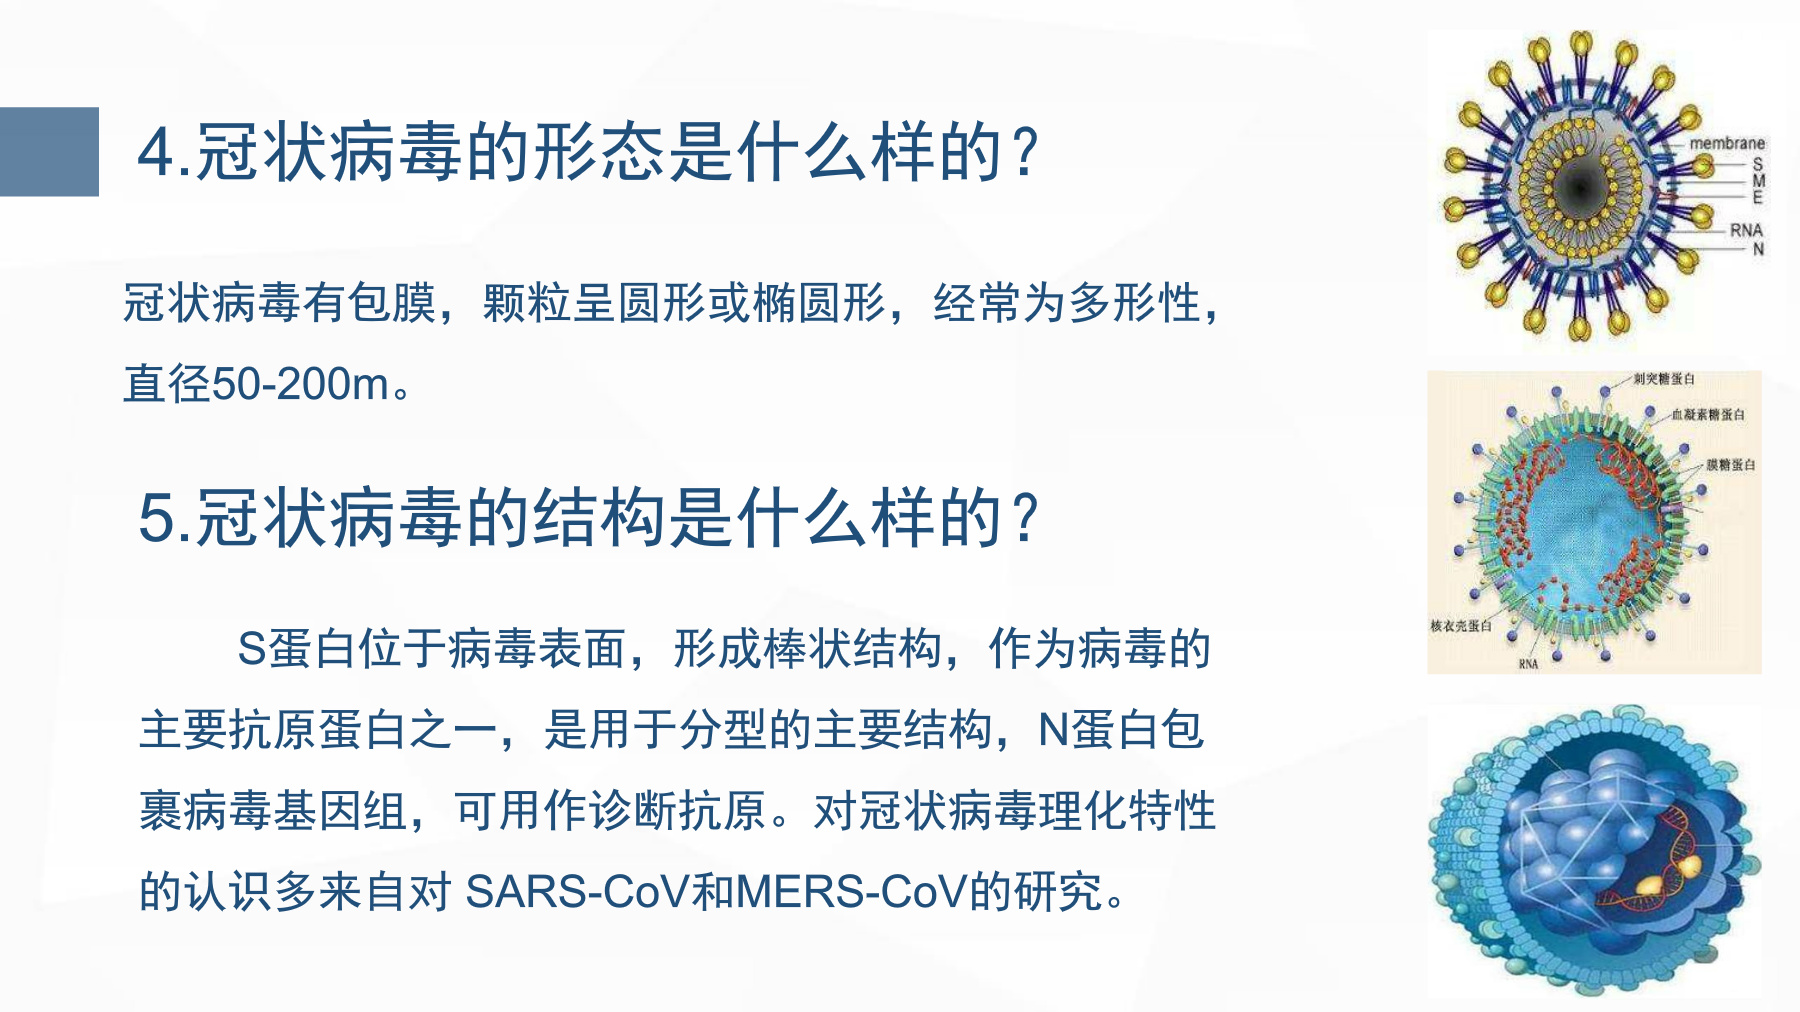 4.冠状病毒的形态是什么样的？
冠状病毒有包膜，颗粒呈圆形或椭圆形，经常为多形性，
直径50-200m。
5.冠状病毒的结构是什么样的？
S蛋白位于病毒表面，形成棒状结构，作为病毒的
主要抗原蛋白之一，是用于分型的主要结构，N蛋白包
裹病毒基因组，可用作诊断抗原。对冠状病毒理化特性
的认识多来自对 SARS-CoV和MERS-CoV的研究。
membrane
S
M
E
RNA
N
刺突糖蛋白
血凝素糖蛋白
膜糖蛋白
核衣壳蛋白
RNA